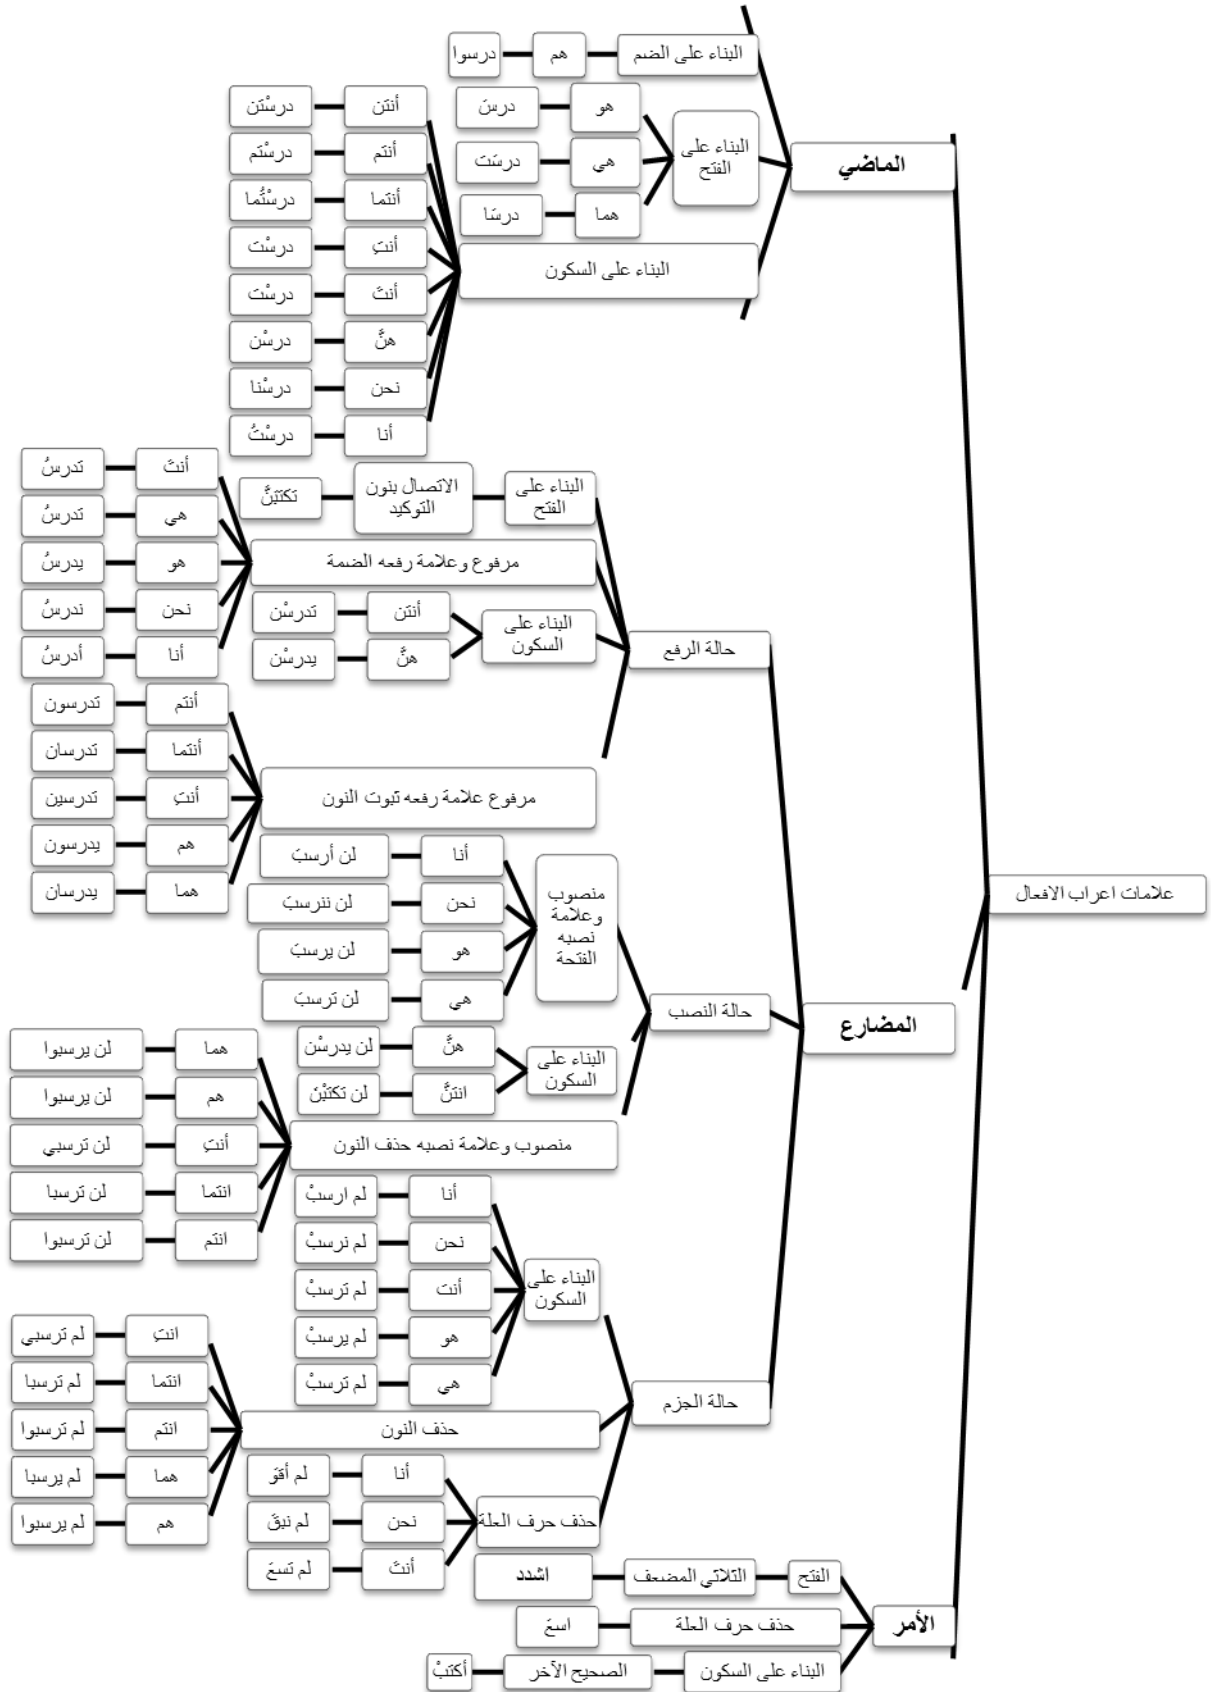 علامات اعراب الافعال
الماضي
البناء على الضم
هم
درسوا
البناء على
الفتح
هو
درسَ
هي
درسَت
هما
درسَا
البناء على السكون
أنتن
درسْتن
أنتم
درسْتم
أنتما
درسْتُما
أنتِ
درسْت
أنتَ
درسْت
هنَّ
درسْن
نحن
درسْنا
أنا
درسْتُ
المضارع
حالة الرفع
البناء على
الفتح
الاتصال بنون
التوكيد
تكتبَنَّ
مرفوع وعلامة رفعه الضمة
أنتَ
تدرسُ
هي
تدرسُ
هو
يدرسُ
نحن
ندرسُ
أنا
أدرسُ
البناء على
السكون
أنتن
تدرسْن
هنَّ
يدرسْن
مرفوع علامة رفعه ثبوت النون
أنتم
تدرسون
أنتما
تدرسان
أنتِ
تدرسين
هم
يدرسون
هما
يدرسان
حالة النصب
منصوب
وعلامة
نصبه
الفتحة
أنا
لن أرسبَ
نحن
لن ننرسبَ
هو
لن يرسبَ
هي
لن ترسبَ
البناء على
السكون
هنَّ
لن يدرسْن
انتنَّ
لن تكتبْنَ
منصوب وعلامة نصبه حذف النون
هما
لن يرسبوا
هم
لن يرسبوا
أنتِ
لن ترسبي
انتما
لن ترسبا
انتم
لن ترسبوا
حالة الجزم
البناء على
السكون
أنا
لم ارسبْ
نحن
لم نرسبْ
أنت
لم ترسبْ
هو
لم يرسبْ
هي
لم ترسبْ
حذف النون
انتِ
لم ترسبي
انتما
لم ترسبا
انتم
لم ترسبوا
هما
لم يرسبا
هم
لم يرسبوا
حذف حرف العلة
أنا
لم أقوَ
نحن
لم نبقَ
أنتَ
لم تسعَ
الأمر
الفتح
الثلاثي المضعف
اشدد
حذف حرف العلة
اسعَ
البناء على السكون
الصحيح الآخر
أكتبْ